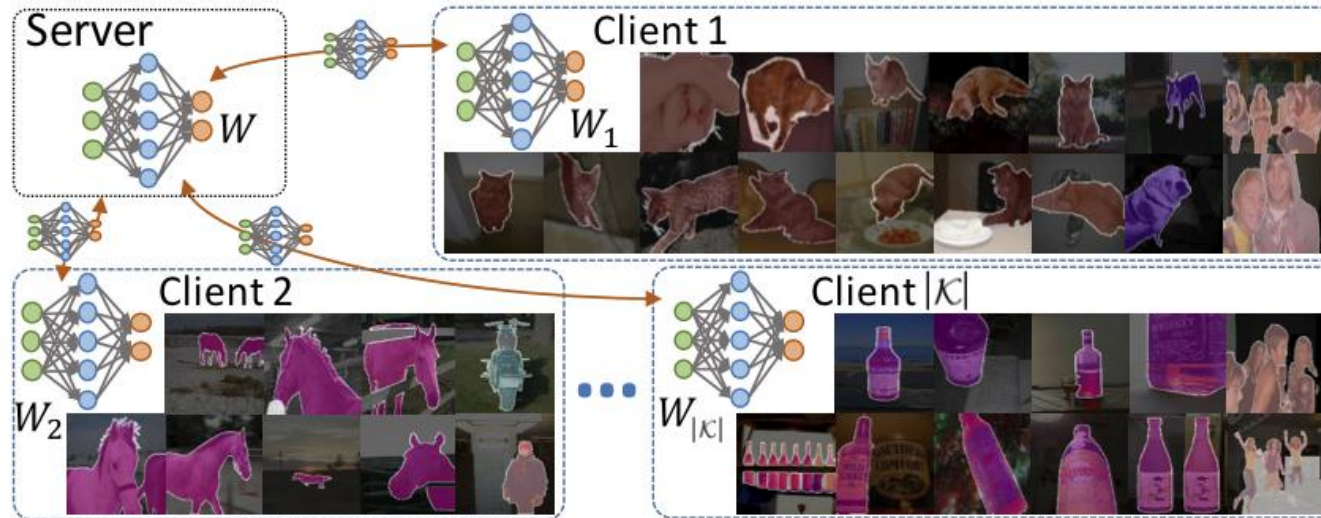 Server
W
Client 1
W₁
Client 2
W₂
Client |𝒦|
W|𝒦|